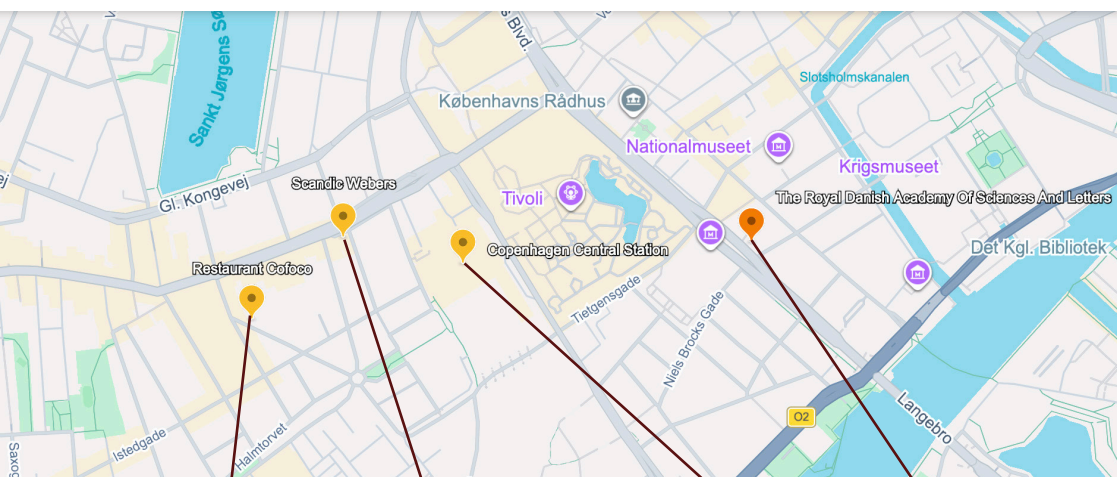 s Blvd.
Sankt Jørgens Sø
Slotsholmskanalen
Københavns Rådhus
Nationalmuseet
Krigsmuseet
Gl. Kongevej
Scandic Webers
Tivoli
The Royal Danish Academy Of Sciences And Letters
Copenhagen Central Station
Det Kgl. Bibliotek
Restaurant Cofoco
Tietgensgade
Niels Brocks Gade
O2
Langebro
Istedgade
Halmtorvet